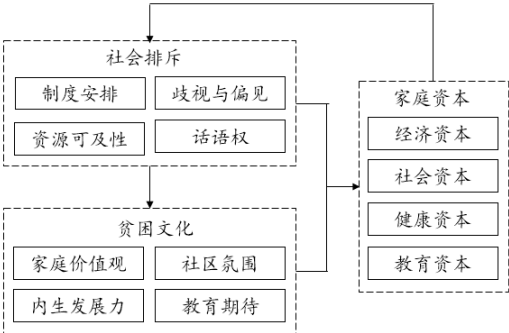 社会排斥
制度安排
歧视与偏见
资源可及性
话语权
贫困文化
家庭价值观
社区氛围
内生发展力
教育期待
家庭资本
经济资本
社会资本
健康资本
教育资本